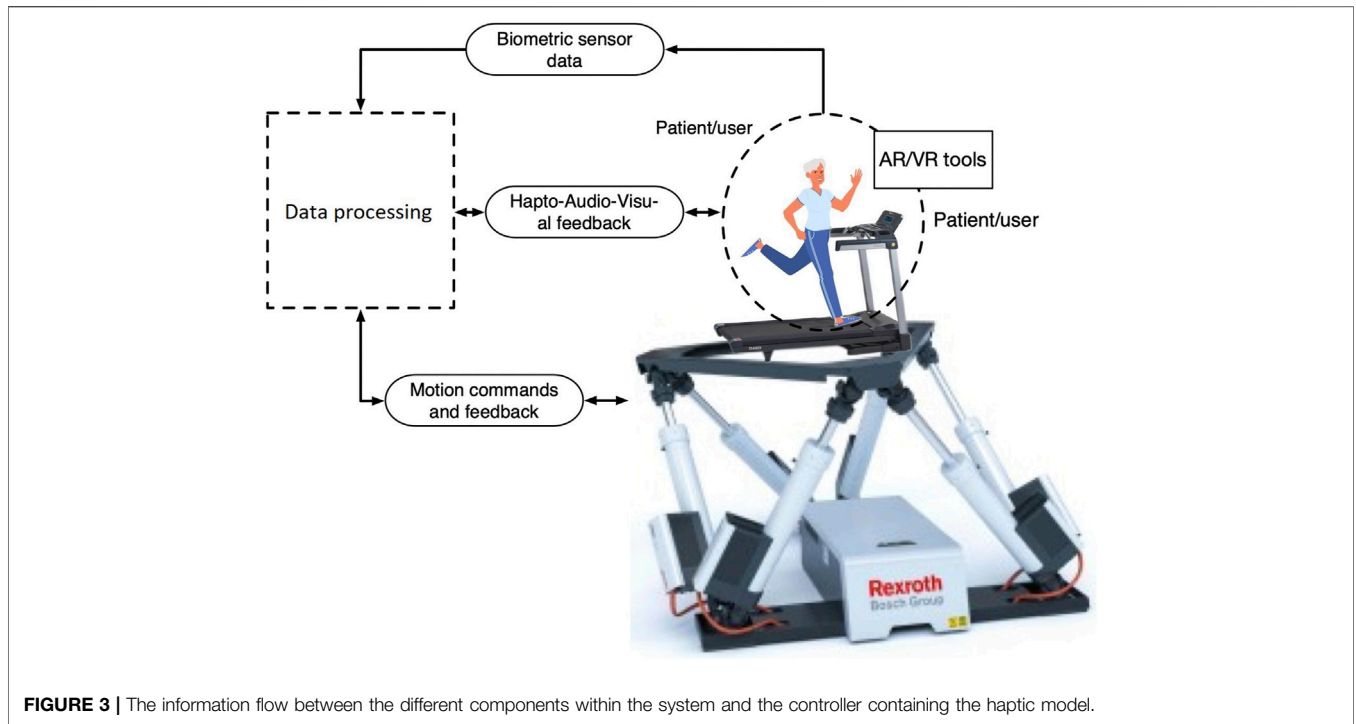 Biometric sensor
data
Patient/user
AR/VR tools
Data processing
Hapto-Audio-Visu-
al feedback
Patient/user
Motion commands
and feedback
Rexroth
Bosch Group
FIGURE 3 | The information flow between the different components within the system and the controller containing the haptic model.